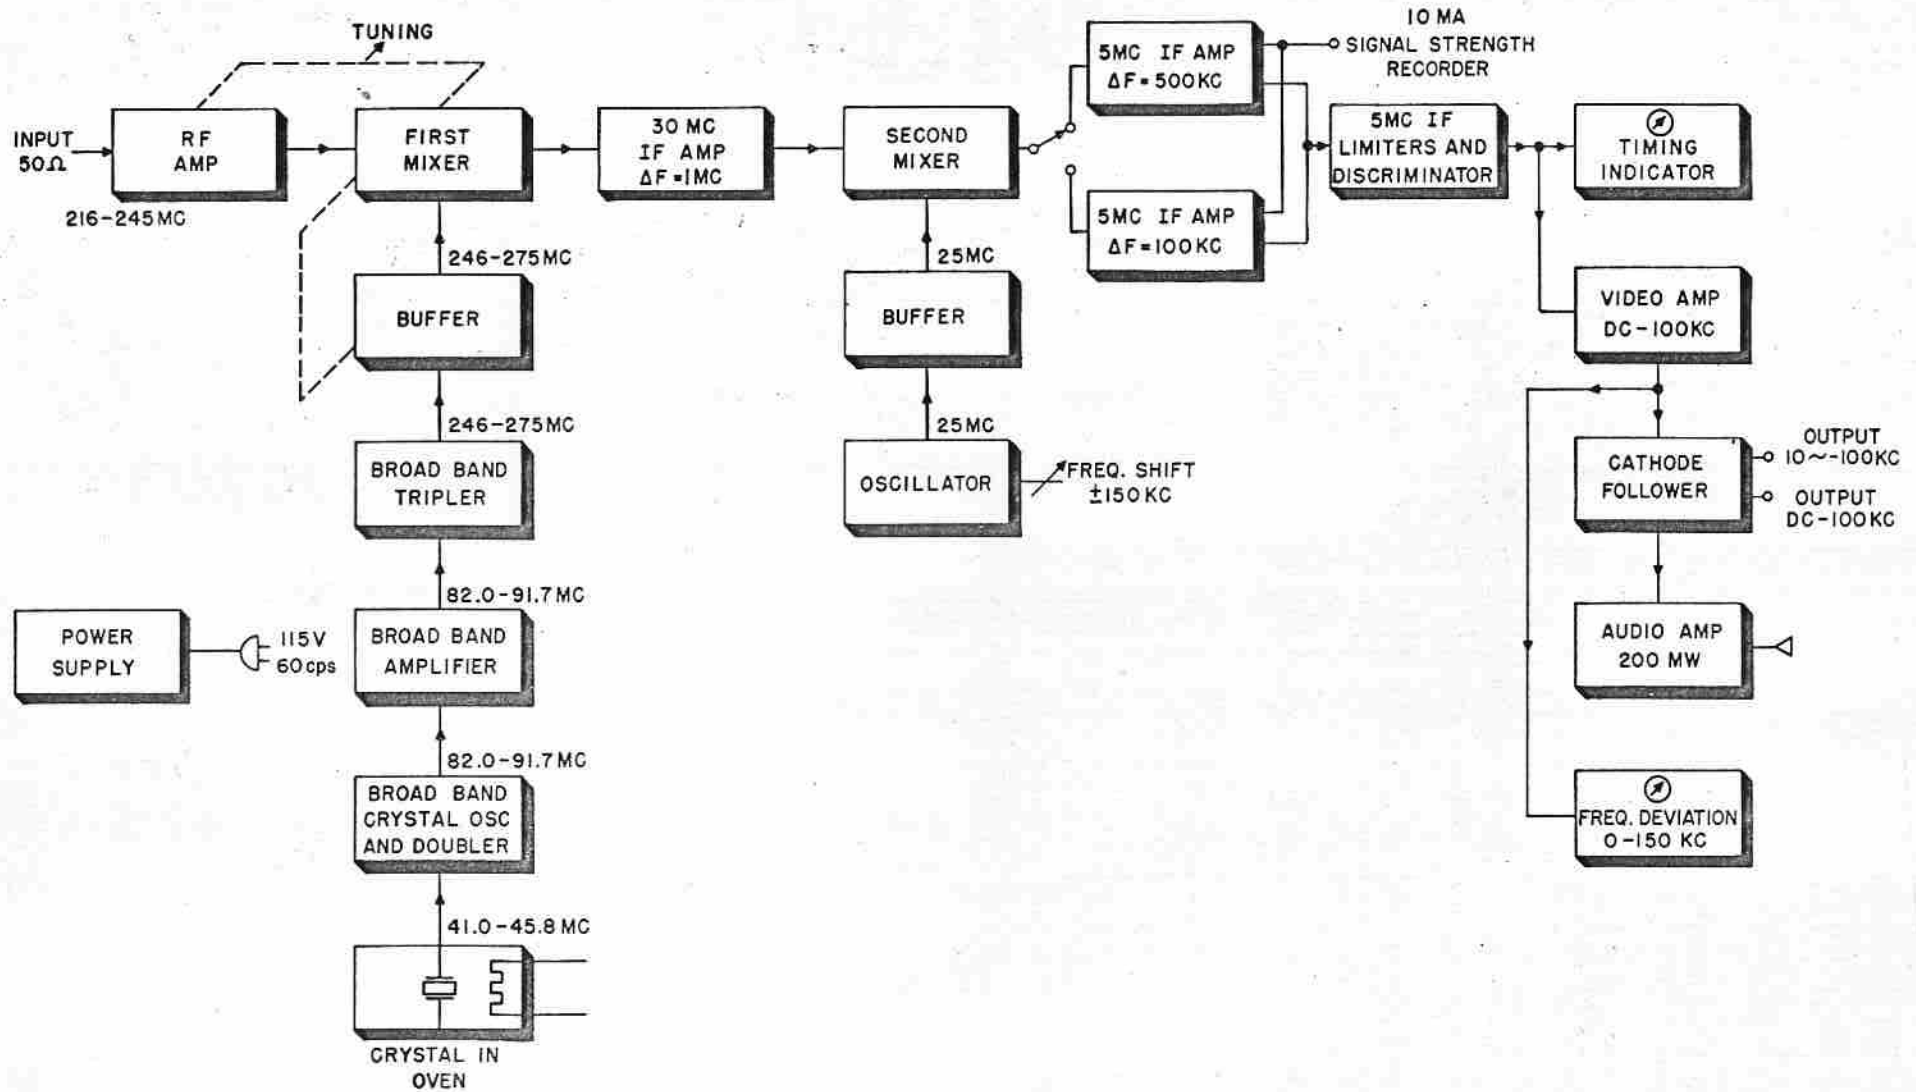 TUNING
INPUT
50Ω
RF
AMP
216-245MC
FIRST
MIXER
30 MC
IF AMP
ΔF=1MC
SECOND
MIXER
5MC IF AMP
ΔF=500KC
5MC IF AMP
ΔF=100KC
10 MA
SIGNAL STRENGTH
RECORDER
5MC IF
LIMITERS AND
DISCRIMINATOR
TIMING
INDICATOR
246-275MC
BUFFER
246-275MC
BROAD BAND
TRIPLER
82.0-91.7MC
BROAD BAND
AMPLIFIER
82.0-91.7MC
BROAD BAND
CRYSTAL OSC
AND DOUBLER
41.0-45.8 MC
CRYSTAL IN
OVEN
25MC
BUFFER
25MC
OSCILLATOR
FREQ. SHIFT
±150 KC
VIDEO AMP
DC-100KC
CATHODE
FOLLOWER
OUTPUT
10~-100KC
OUTPUT
DC-100KC
AUDIO AMP
200 MW
FREQ. DEVIATION
0-150 KC
POWER
SUPPLY
115V
60cps